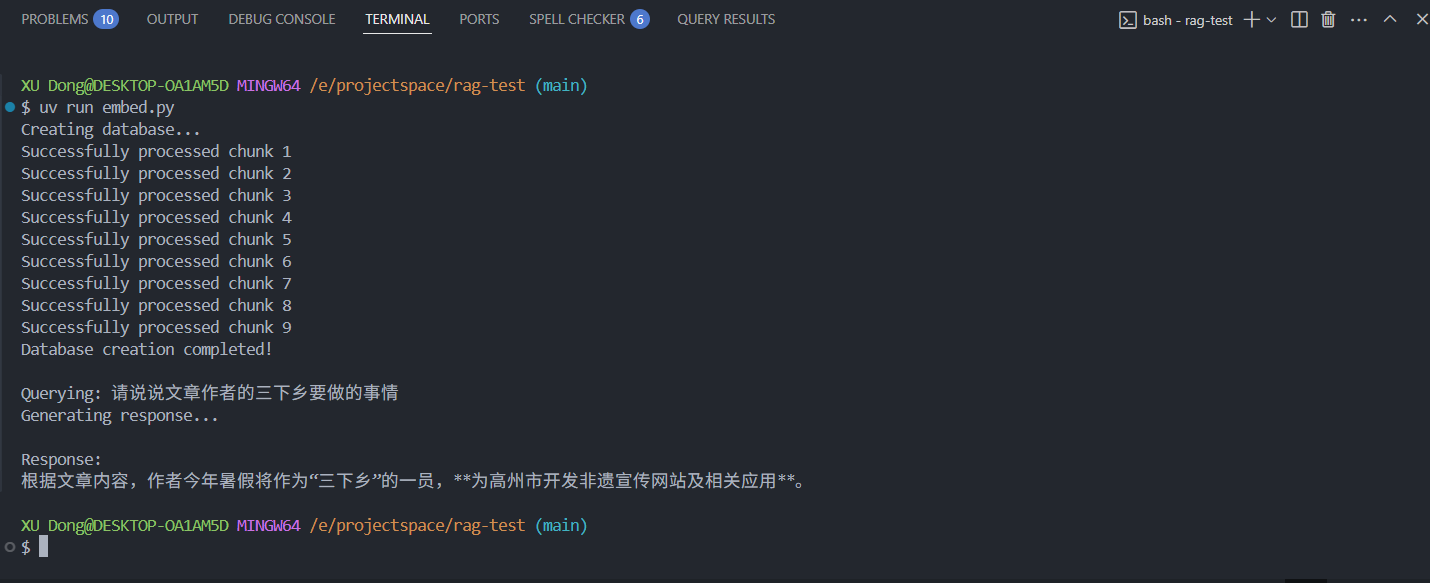 PROBLEMS 10 OUTPUT DEBUG CONSOLE TERMINAL PORTS SPELL CHECKER 6 QUERY RESULTS bash - rag-test
XU Dong@DESKTOP-OA1AM5D MINGW64 /e/projectspace/rag-test (main)
$ uv run embed.py
Creating database...
Successfully processed chunk 1
Successfully processed chunk 2
Successfully processed chunk 3
Successfully processed chunk 4
Successfully processed chunk 5
Successfully processed chunk 6
Successfully processed chunk 7
Successfully processed chunk 8
Successfully processed chunk 9
Database creation completed!
Querying: 请说说文章作者的三下乡要做的事情
Generating response...
Response:
根据文章内容，作者今年暑假将作为“三下乡”的一员，**为高州市开发非遗宣传网站及相关应用**。
XU Dong@DESKTOP-OA1AM5D MINGW64 /e/projectspace/rag-test (main)
$